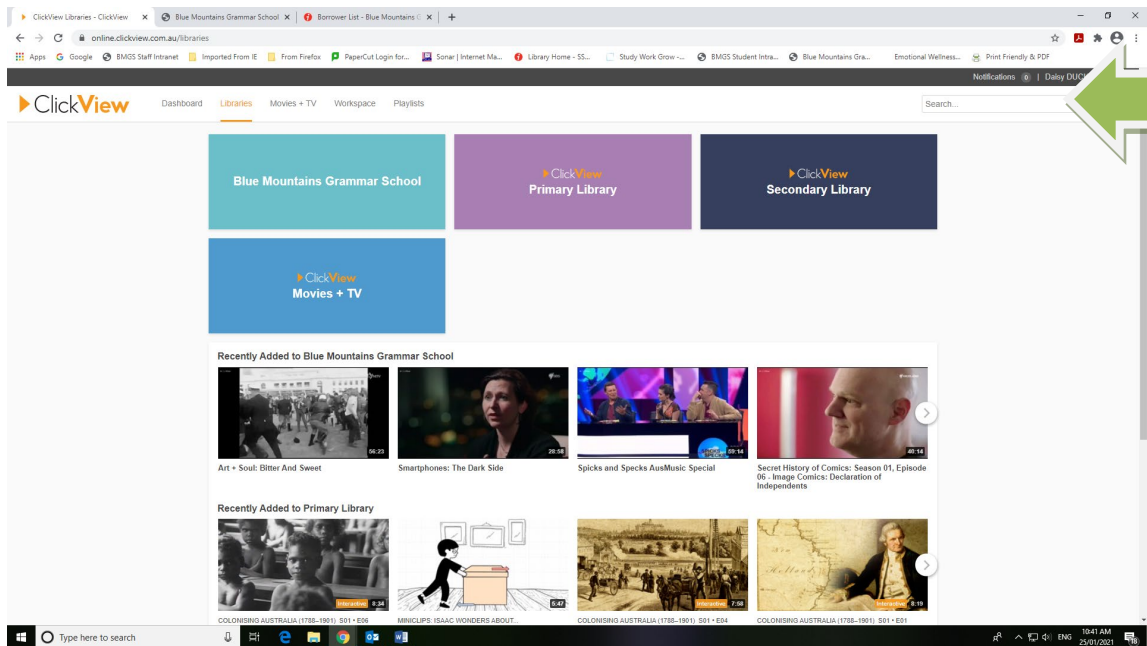 ClickView Libraries - ClickView
Blue Mountains Grammar School
Borrower List - Blue Mountains
online.clickview.com.au/libraries
Apps Google BMGS Staff Intranet Imported From IE From Firefox PaperCut Login for... Sonar | Internet Ma... Library Home - SS... Study Work Grow -... BMGS Student Intra... Blue Mountains Gra... Emotional Wellness... Print Friendly & PDF
Notifications 0 | Daisy
ClickView Dashboard Libraries Movies + TV Workspace Playlists Search...
Blue Mountains Grammar School
ClickView
Primary Library
ClickView
Secondary Library
ClickView
Movies + TV
Recently Added to Blue Mountains Grammar School
56:23
28:58
59:14
40:14
Art + Soul: Bitter And Sweet
Smartphones: The Dark Side
Spicks and Specks AusMusic Special
Secret History of Comics: Season 01, Episode
06 - Image Comics: Declaration of
Independents
Recently Added to Primary Library
Interactive 8:34
5:47
Interactive 7:58
Interactive 8:19
COLONISING AUSTRALIA (1788–1901) S01 • E06
MINICLIPS: ISAAC WONDERS ABOUT...
COLONISING AUSTRALIA (1788–1901) S01 • E04
COLONISING AUSTRALIA (1788–1901) S01 • E01
Type here to search
ENG
10:41 AM
25/01/2021